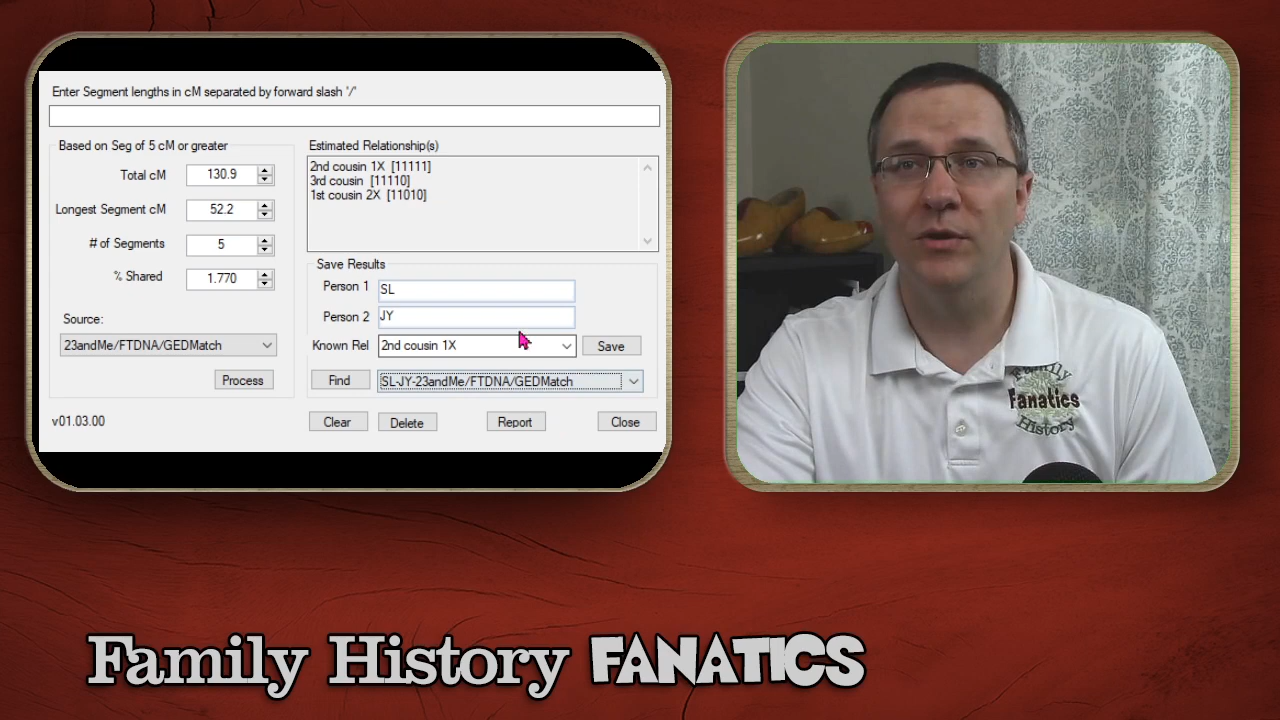 Enter Segment lengths in cM separated by forward slash '/'
Based on Seg of 5 cM or greater
Total cM 130.9
Longest Segment cM 52.2
# of Segments 5
% Shared 1.770
Source:
23andMe/FTDNA/GEDMatch
Process
v01.03.00
Estimated Relationship(s)
2nd cousin 1X [11111]
3rd cousin [11110]
1st cousin 2X [11010]
Save Results
Person 1 SL
Person 2 JY
Known Rel 2nd cousin 1X Save
Find SL-JY-23andMe/FTDNA/GEDMatch
Clear Delete Report Close
Family
Fanatics
History
Family History FANATICS